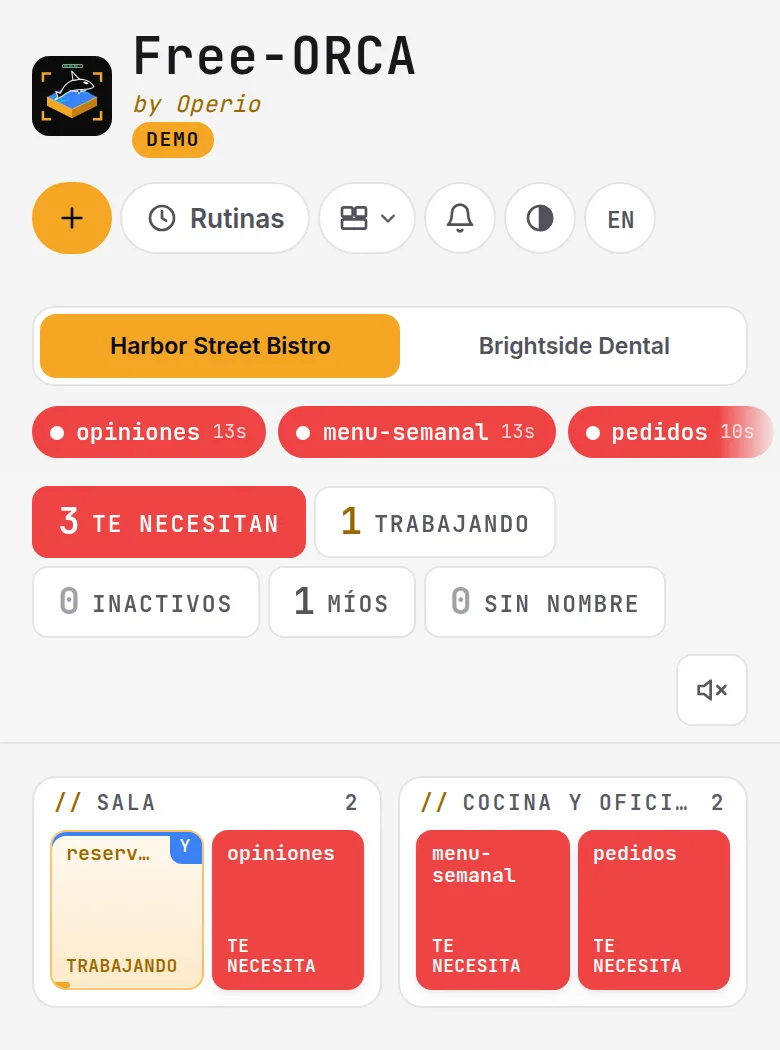 Free-ORCA
by Operio
DEMO
Rutinas
EN
Harbor Street Bistro
Brightside Dental
opiniones 13s
menu-semanal 13s
pedidos 10s
3 TE NECESITAN
1 TRABAJANDO
0 INACTIVOS
1 MÍOS
0 SIN NOMBRE
// SALA 2
reserv…
Y
TRABAJANDO
opiniones
TE
NECESITA
// COCINA Y OFICI… 2
menu-
semanal
TE
NECESITA
pedidos
TE
NECESITA